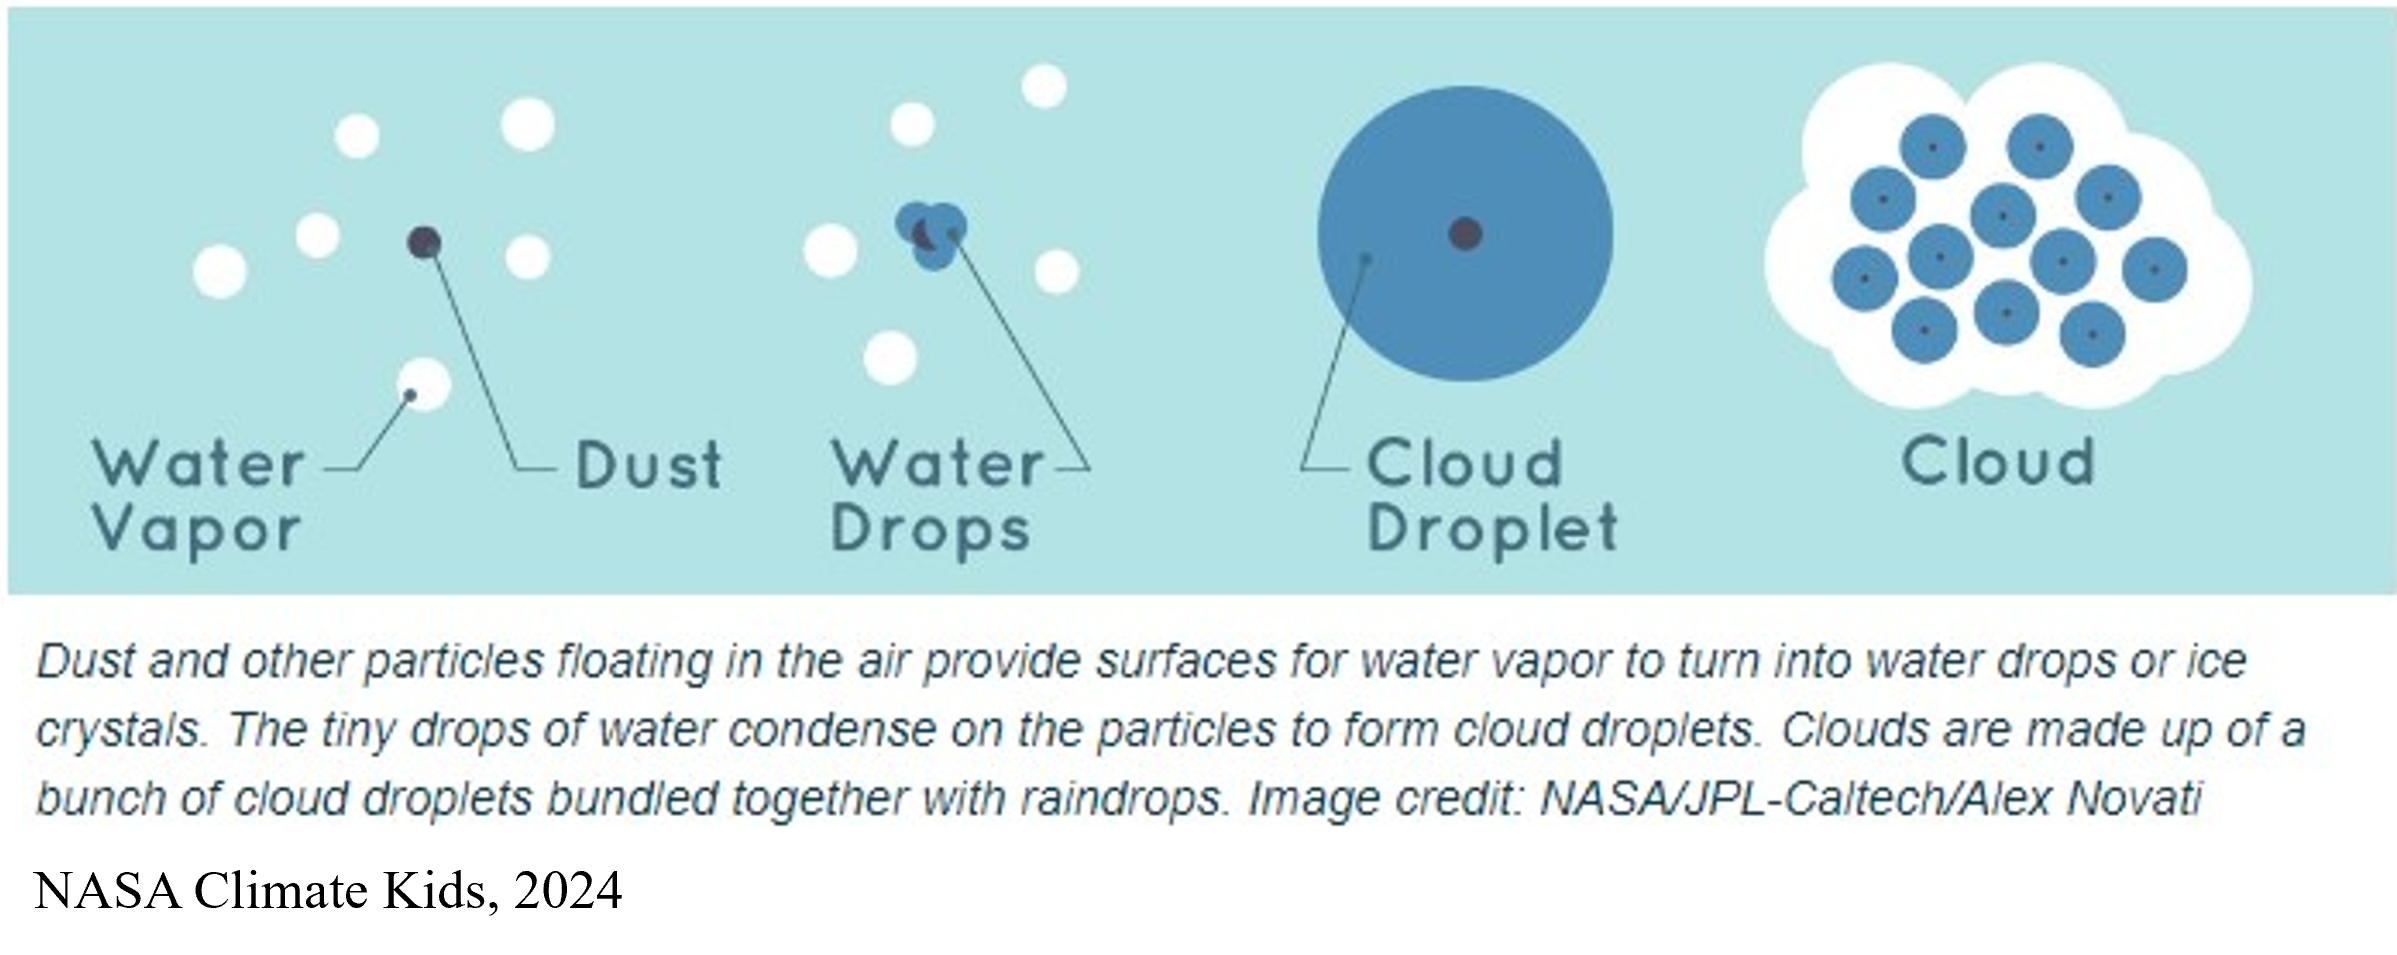 Water Vapor
Dust
Water Drops
Cloud Droplet
Cloud
Dust and other particles floating in the air provide surfaces for water vapor to turn into water drops or ice
crystals. The tiny drops of water condense on the particles to form cloud droplets. Clouds are made up of a
bunch of cloud droplets bundled together with raindrops. Image credit: NASA/JPL-Caltech/Alex Novati
NASA Climate Kids, 2024